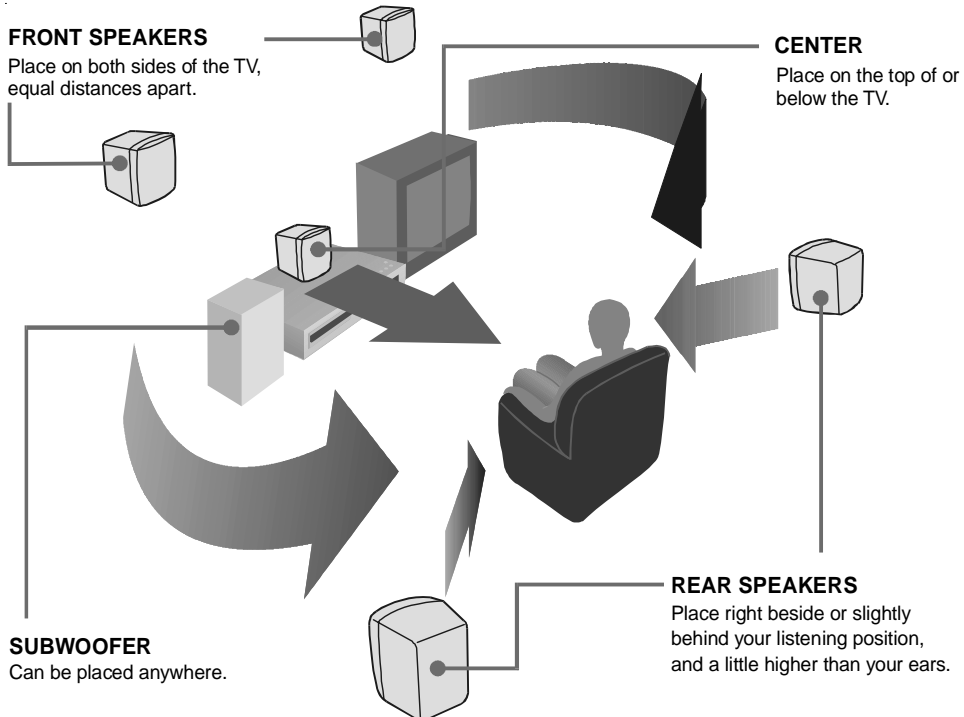 FRONT SPEAKERS
Place on both sides of the TV,
equal distances apart.
CENTER
Place on the top of or
below the TV.
REAR SPEAKERS
Place right beside or slightly
behind your listening position,
and a little higher than your ears.
SUBWOOFER
Can be placed anywhere.